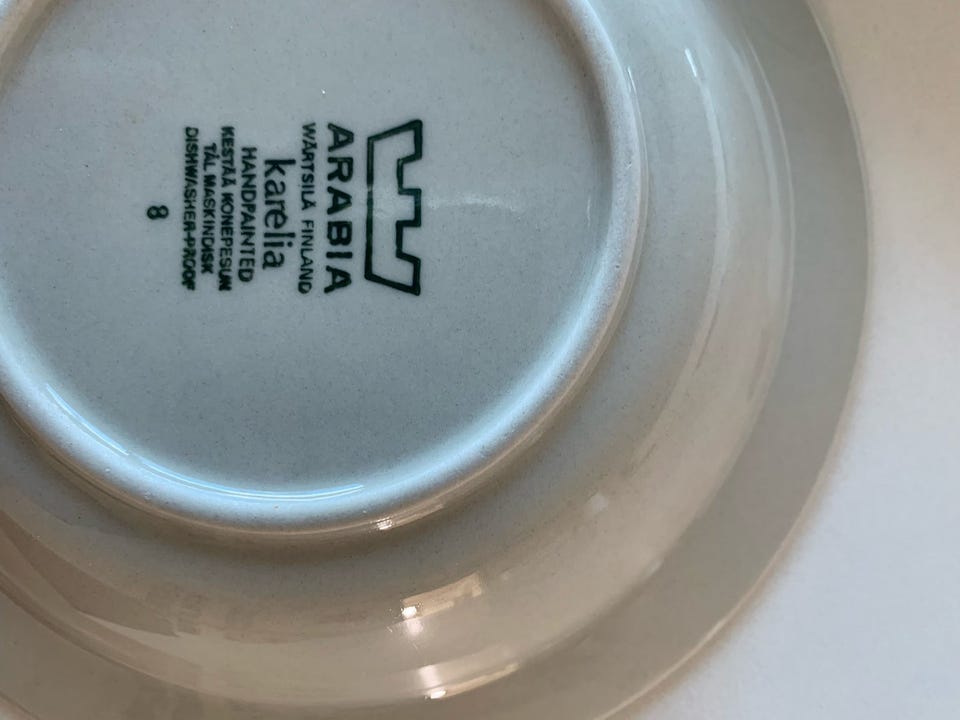 ARABIA
WÄRTSILÄ FINLAND
karelia
HANDPAINTED
KESTÄÄ KONEPESUN
TÅL MASKINDISK
DISHWASHER-PROOF
8